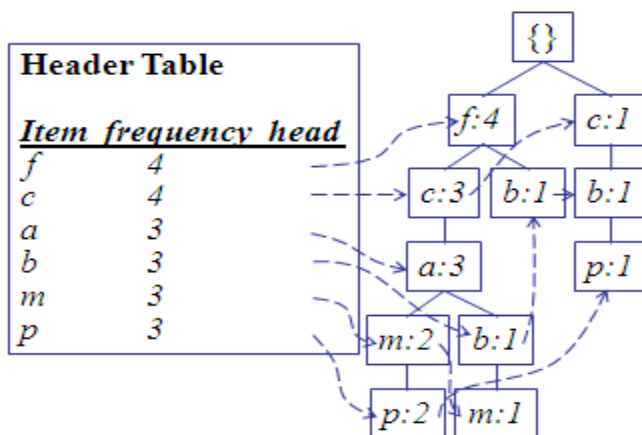 {}
Header Table
Item frequency head
f 4
c 4
a 3
b 3
m 3
p 3
f:4 c:1
c:3 b:1 b:1
a:3 p:1
m:2 b:1
p:2 m:1